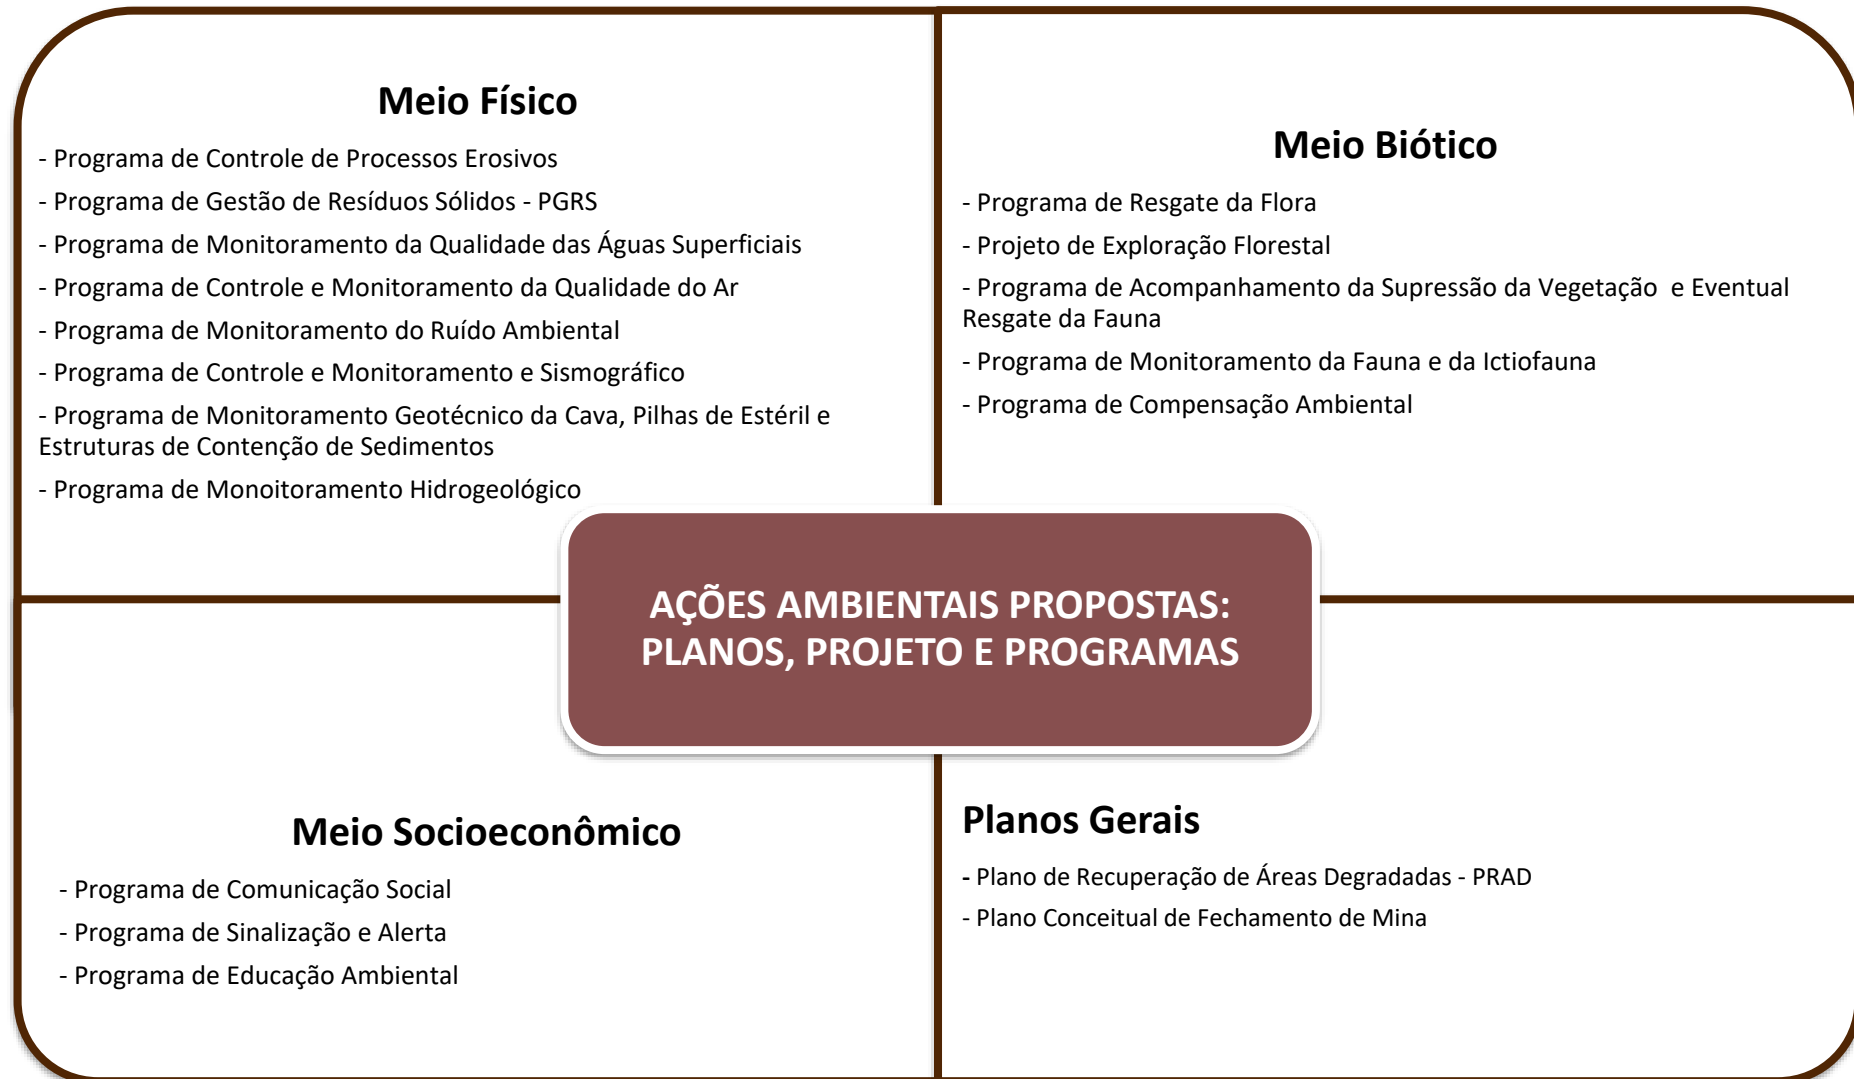 Meio Físico
- Programa de Controle de Processos Erosivos
- Programa de Gestão de Resíduos Sólidos - PGRS
- Programa de Monitoramento da Qualidade das Águas Superficiais
- Programa de Controle e Monitoramento da Qualidade do Ar
- Programa de Monitoramento do Ruído Ambiental
- Programa de Controle e Monitoramento e Sismográfico
- Programa de Monitoramento Geotécnico da Cava, Pilhas de Estéril e
Estruturas de Contenção de Sedimentos
- Programa de Monoitoramento Hidrogeológico
Meio Biótico
- Programa de Resgate da Flora
- Projeto de Exploração Florestal
- Programa de Acompanhamento da Supressão da Vegetação  e Eventual
Resgate da Fauna
- Programa de Monitoramento da Fauna e da Ictiofauna
- Programa de Compensação Ambiental
AÇÕES AMBIENTAIS PROPOSTAS:
PLANOS, PROJETO E PROGRAMAS
Meio Socioeconômico
- Programa de Comunicação Social
- Programa de Sinalização e Alerta
- Programa de Educação Ambiental
Planos Gerais
- Plano de Recuperação de Áreas Degradadas - PRAD
- Plano Conceitual de Fechamento de Mina